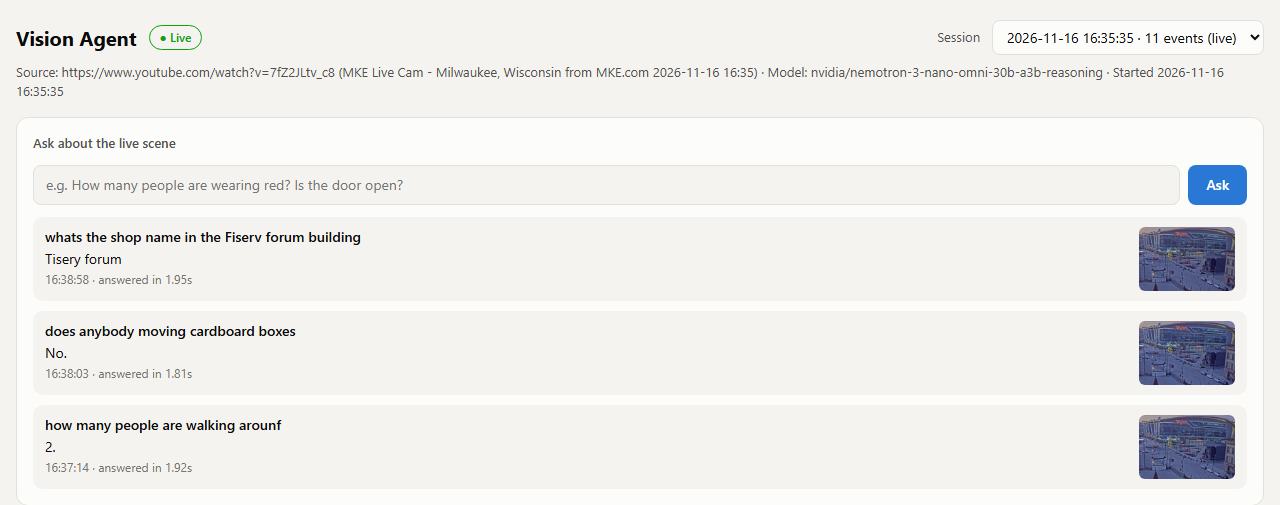 Vision Agent
● Live
Session
2026-11-16 16:35:35 · 11 events (live)
Source: https://www.youtube.com/watch?v=7fZ2JLtv_c8 (MKE Live Cam - Milwaukee, Wisconsin from MKE.com 2026-11-16 16:35) · Model: nvidia/nemotron-3-nano-omni-30b-a3b-reasoning · Started 2026-11-16
16:35:35
Ask about the live scene
e.g. How many people are wearing red? Is the door open?
Ask
whats the shop name in the Fiserv forum building
Tisery forum
16:38:58 · answered in 1.95s
does anybody moving cardboard boxes
No.
16:38:03 · answered in 1.81s
how many people are walking arounf
2.
16:37:14 · answered in 1.92s